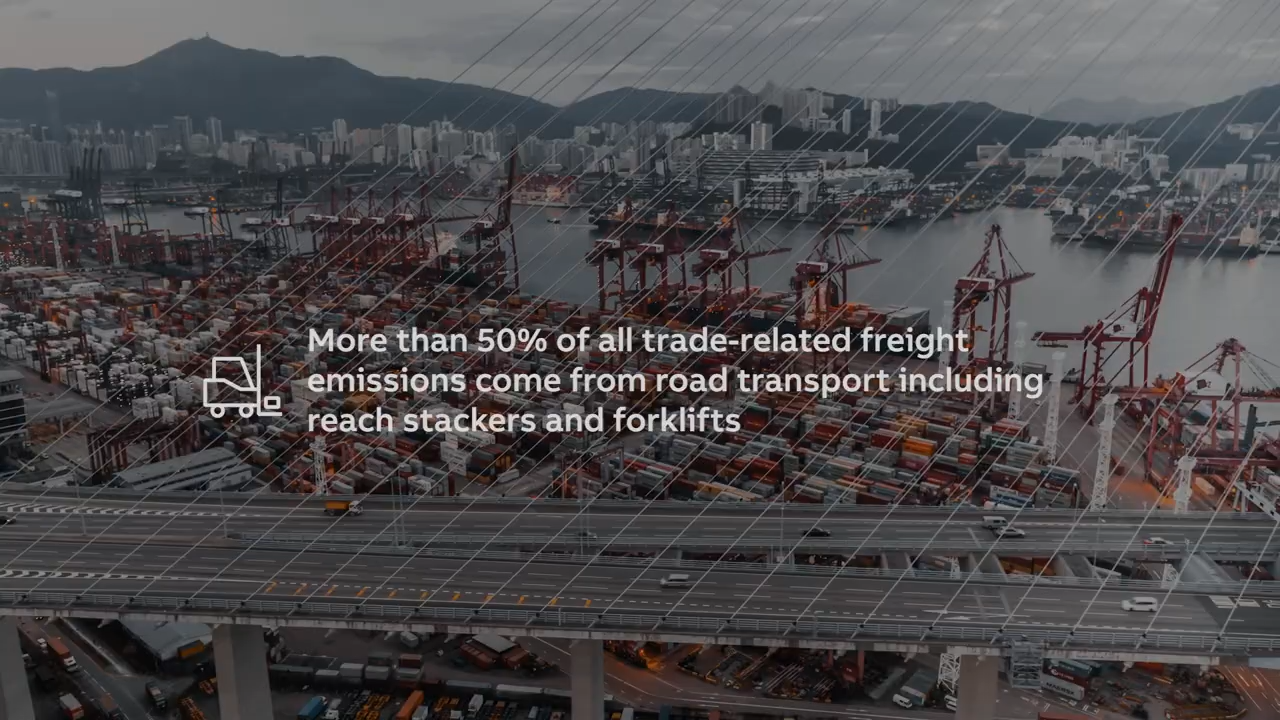 More than 50% of all trade-related freight
emissions come from road transport including
reach stackers and forklifts